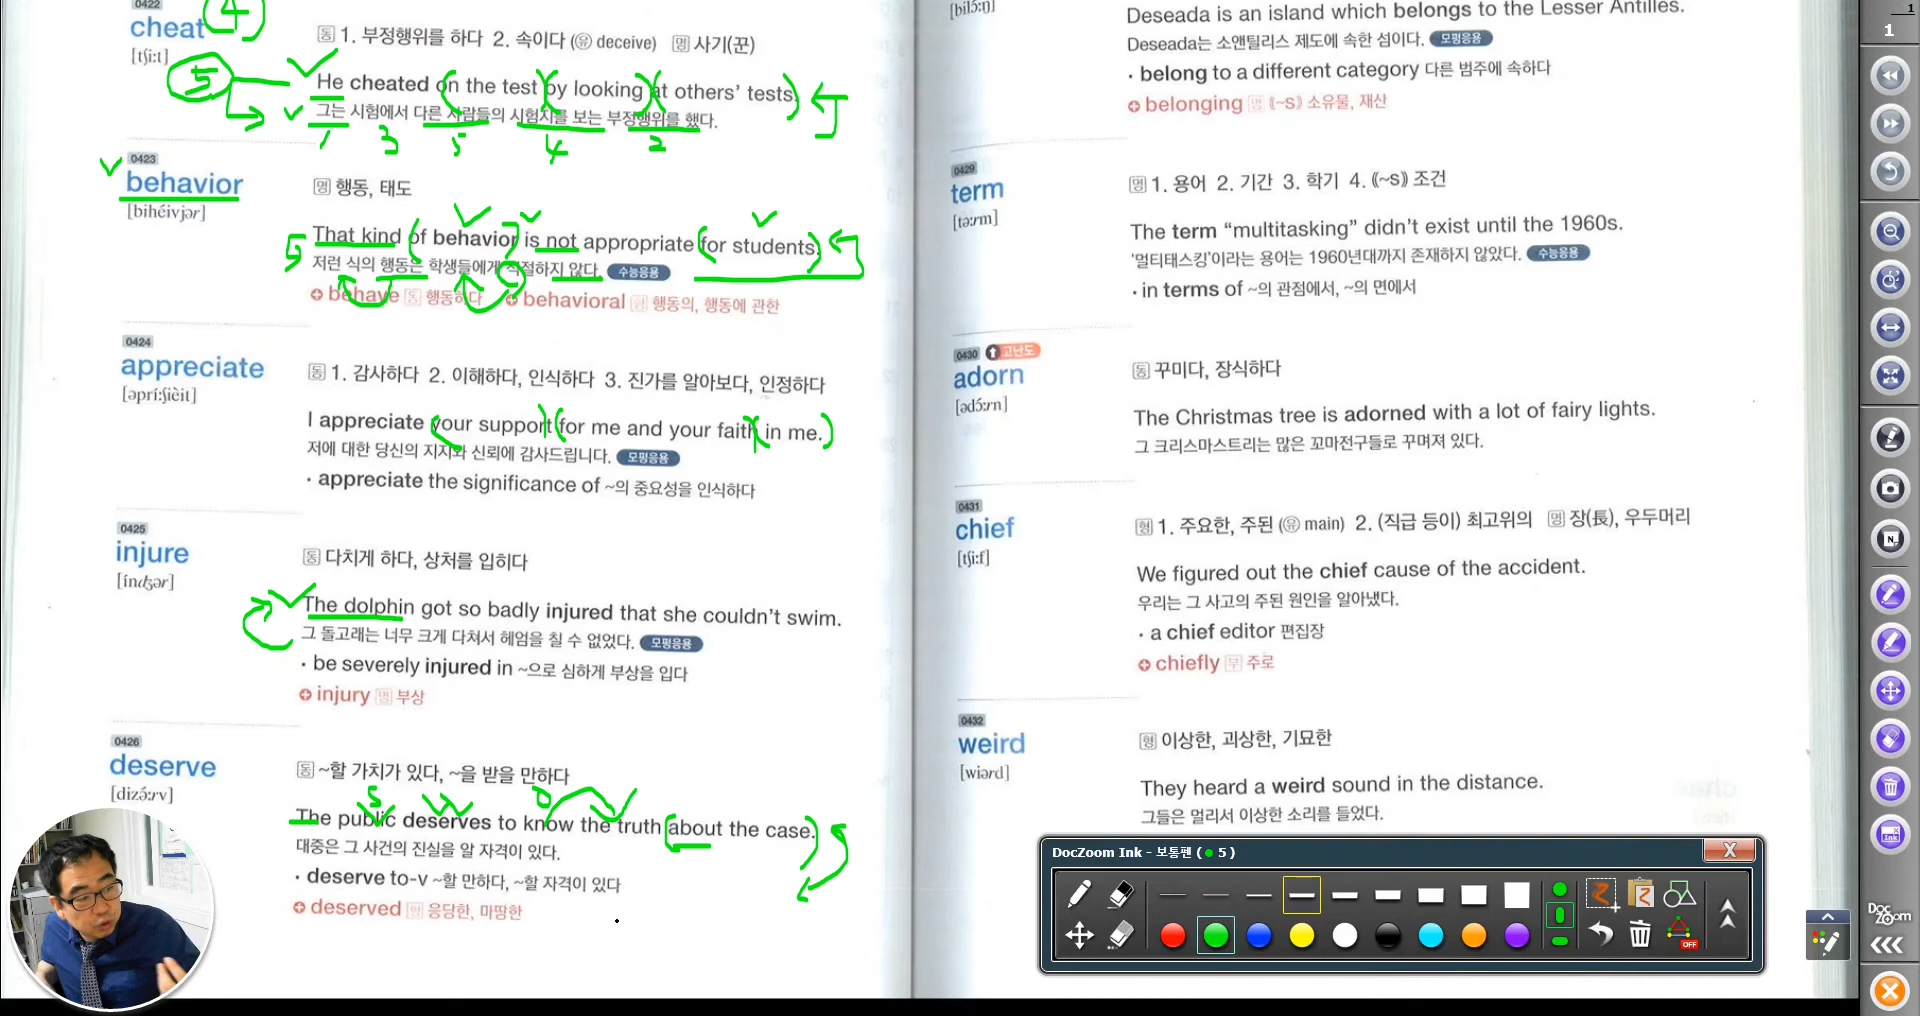 0422
cheat
[tʃiːt]
동 1. 부정행위를 하다 2. 속이다 (유 deceive) 명 사기(꾼)
He cheated on the test by looking at others' tests.
그는 시험에서 다른 사람들의 시험지를 보는 부정행위를 했다.
4
5
1 3 5 4 2
0423
behavior
[bihéivjər]
명 행동, 태도
That kind of behavior is not appropriate for students.
저런 식의 행동은 학생들에게 적절하지 않다. 수능응용
behave 동 행동하다 behavioral 형 행동의, 행동에 관한
5
0424
appreciate
[əpríːʃièit]
동 1. 감사하다 2. 이해하다, 인식하다 3. 진가를 알아보다, 인정하다
I appreciate your support for me and your faith in me.
저에 대한 당신의 지지와 신뢰에 감사드립니다. 모평응용
· appreciate the significance of ~의 중요성을 인식하다
0425
injure
[índʒər]
동 다치게 하다, 상처를 입히다
The dolphin got so badly injured that she couldn't swim.
그 돌고래는 너무 크게 다쳐서 헤엄을 칠 수 없었다. 모평응용
· be severely injured in ~으로 심하게 부상을 입다
injury 명 부상
0426
deserve
[dizə́ːrv]
동 ~할 가치가 있다, ~을 받을 만하다
S V O
The public deserves to know the truth about the case.
대중은 그 사건의 진실을 알 자격이 있다.
· deserve to-v ~할 만하다, ~할 자격이 있다
deserved 형 응당한, 마땅한
[bilɔ́ːŋ]
Deseada is an island which belongs to the Lesser Antilles.
Deseada는 소앤틸리스 제도에 속한 섬이다. 모평응용
· belong to a different category 다른 범주에 속하다
belonging 명 (~s) 소유물, 재산
0429
term
[təːrm]
명 1. 용어 2. 기간 3. 학기 4. (~s) 조건
The term “multitasking” didn't exist until the 1960s.
‘멀티태스킹’이라는 용어는 1960년대까지 존재하지 않았다. 수능응용
· in terms of ~의 관점에서, ~의 면에서
0430 고난도
adorn
[ədɔ́ːrn]
동 꾸미다, 장식하다
The Christmas tree is adorned with a lot of fairy lights.
그 크리스마스트리는 많은 꼬마전구들로 꾸며져 있다.
0431
chief
[tʃiːf]
형 1. 주요한, 주된 (유 main) 2. (직급 등이) 최고위의 명 장(長), 우두머리
We figured out the chief cause of the accident.
우리는 그 사고의 주된 원인을 알아냈다.
· a chief editor 편집장
chiefly 부 주로
0432
weird
[wiərd]
형 이상한, 괴상한, 기묘한
They heard a weird sound in the distance.
그들은 멀리서 이상한 소리를 들었다.
DocZoom Ink - 보통펜 ( 5 )
X
OFF
1
1
N
Ink
Doc
Zoom